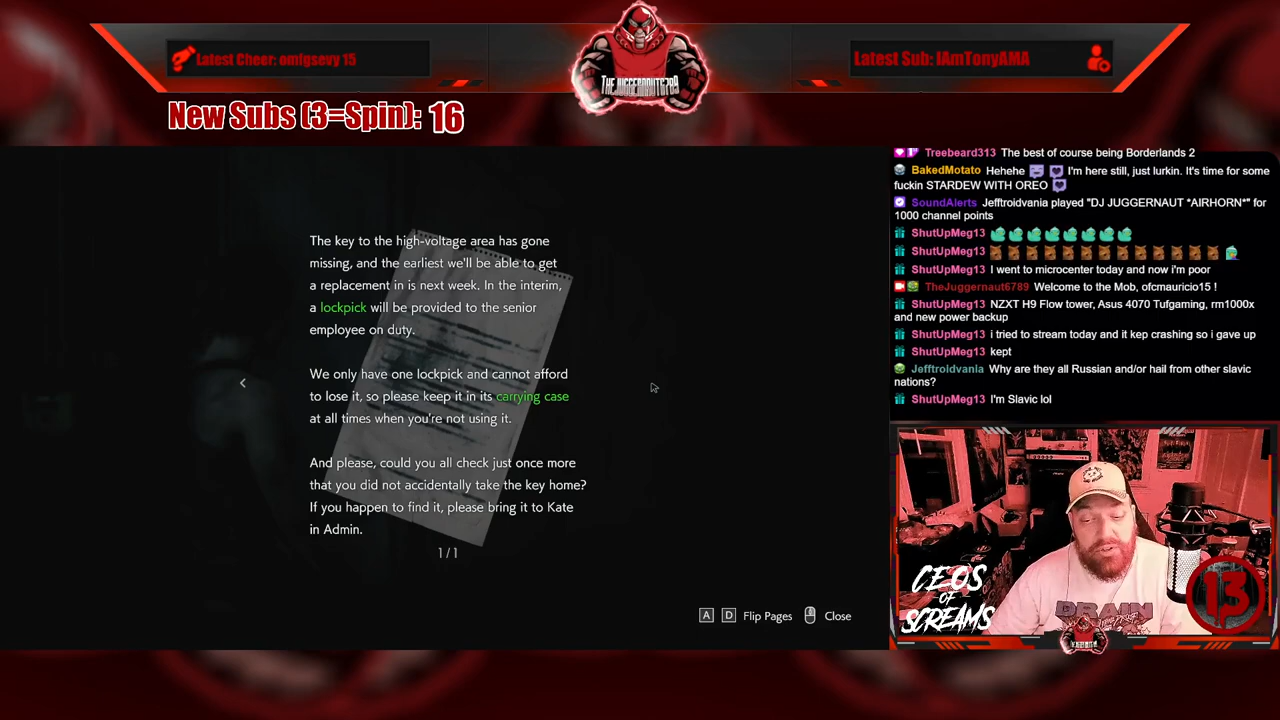 Latest Cheer: omfgsevy 15
THEJUGGERNAUT6789
Latest Sub: IAmTonyAMA
New Subs (3=Spin): 16
The key to the high-voltage area has gone
missing, and the earliest we'll be able to get
a replacement in is next week. In the interim,
a lockpick will be provided to the senior
employee on duty.
We only have one lockpick and cannot afford
to lose it, so please keep it in its carrying case
at all times when you're not using it.
And please, could you all check just once more
that you did not accidentally take the key home?
If you happen to find it, please bring it to Kate
in Admin.
1/1
A D Flip Pages Close
Treebeard313 The best of course being Borderlands 2
BakedMotato Hehehe I'm here still, just lurkin. It's time for some
fuckin STARDEW WITH OREO
SoundAlerts Jefftroidvania played "DJ JUGGERNAUT *AIRHORN*" for
1000 channel points
ShutUpMeg13
ShutUpMeg13
ShutUpMeg13 I went to microcenter today and now i'm poor
TheJuggernaut6789 Welcome to the Mob, ofcmauricio15 !
ShutUpMeg13 NZXT H9 Flow tower, Asus 4070 Tufgaming, rm1000x
and new power backup
ShutUpMeg13 i tried to stream today and it kep crashing so i gave up
ShutUpMeg13 kept
Jefftroidvania Why are they all Russian and/or hail from other slavic
nations?
ShutUpMeg13 I'm Slavic lol
CEOS
OF
SCREAMS
DRAIN
13